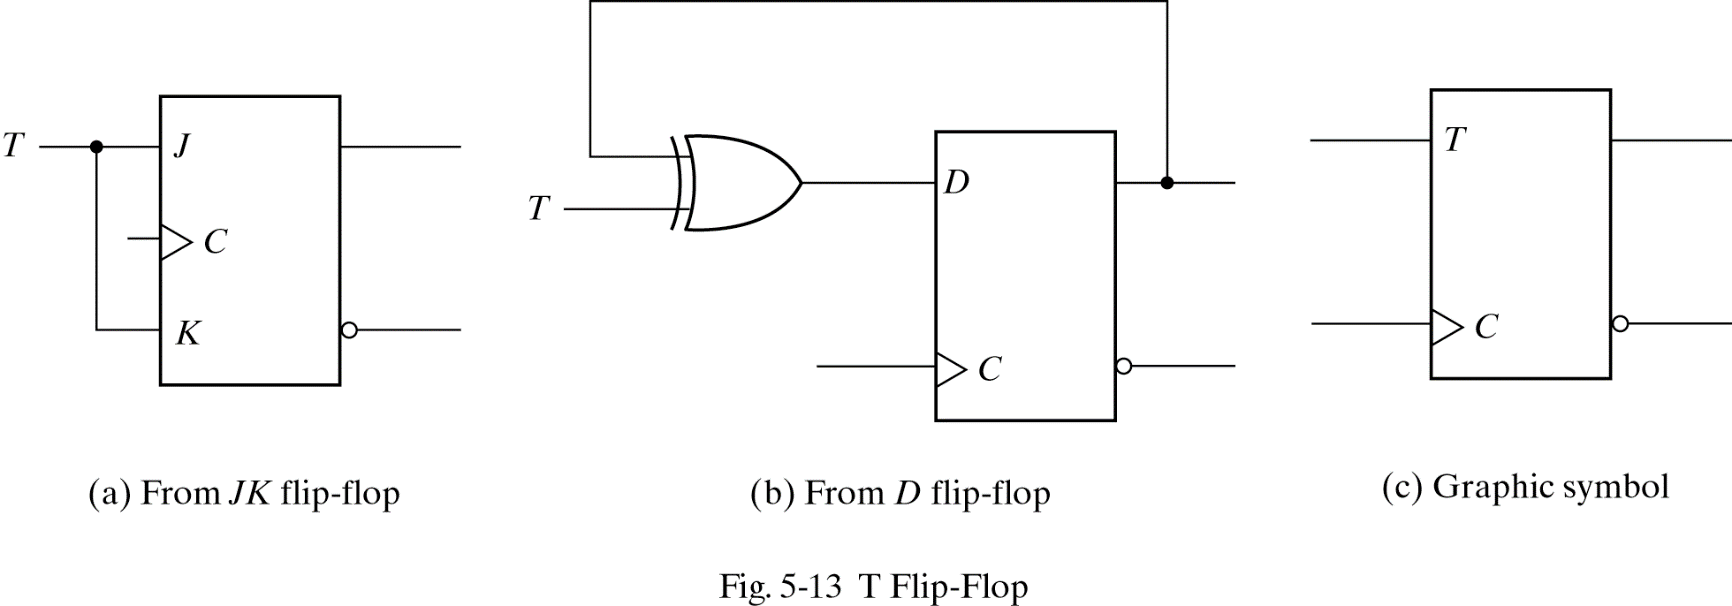 T
J
C
K
T
D
C
T
C
(a) From JK flip-flop
(b) From D flip-flop
(c) Graphic symbol
Fig. 5-13 T Flip-Flop